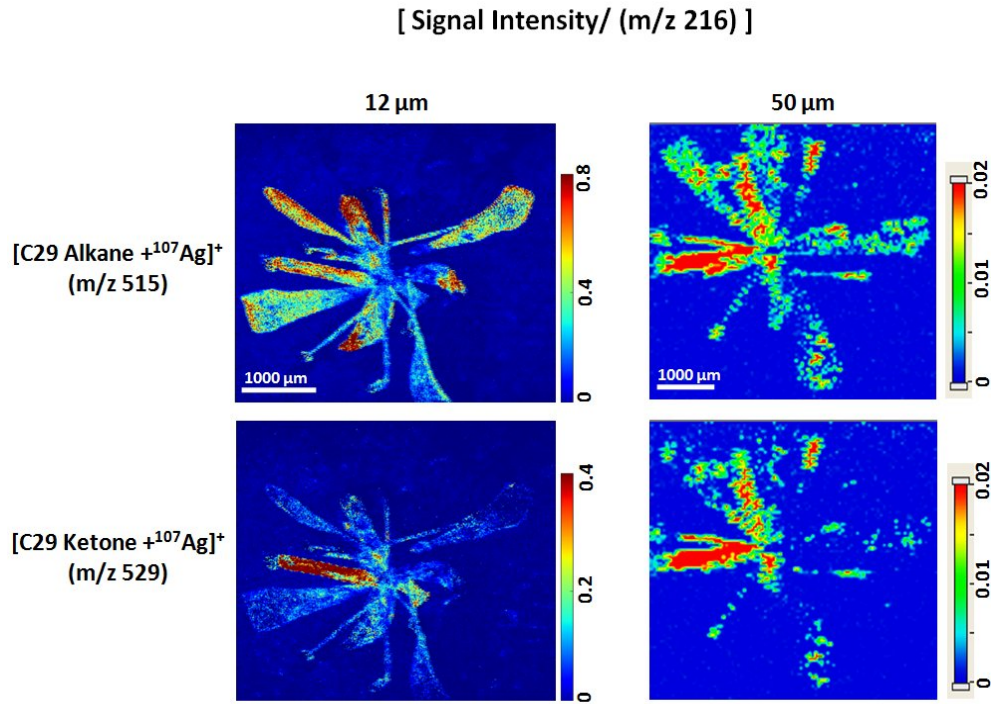 [ Signal Intensity/ (m/z 216) ]
12 µm
50 µm
[C29 Alkane +¹⁰⁷Ag]⁺
(m/z 515)
1000 µm
0.8
0.4
0
1000 µm
0.02
0.01
0
[C29 Ketone +¹⁰⁷Ag]⁺
(m/z 529)
0.4
0.2
0
0.02
0.01
0